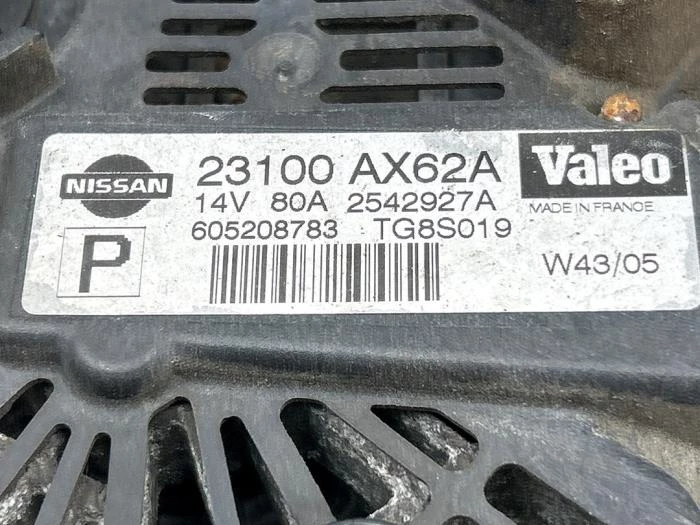 NISSAN
23100 AX62A
Valeo
14V 80A 2542927A
MADE IN FRANCE
605208783 TG8S019
P
W43/05